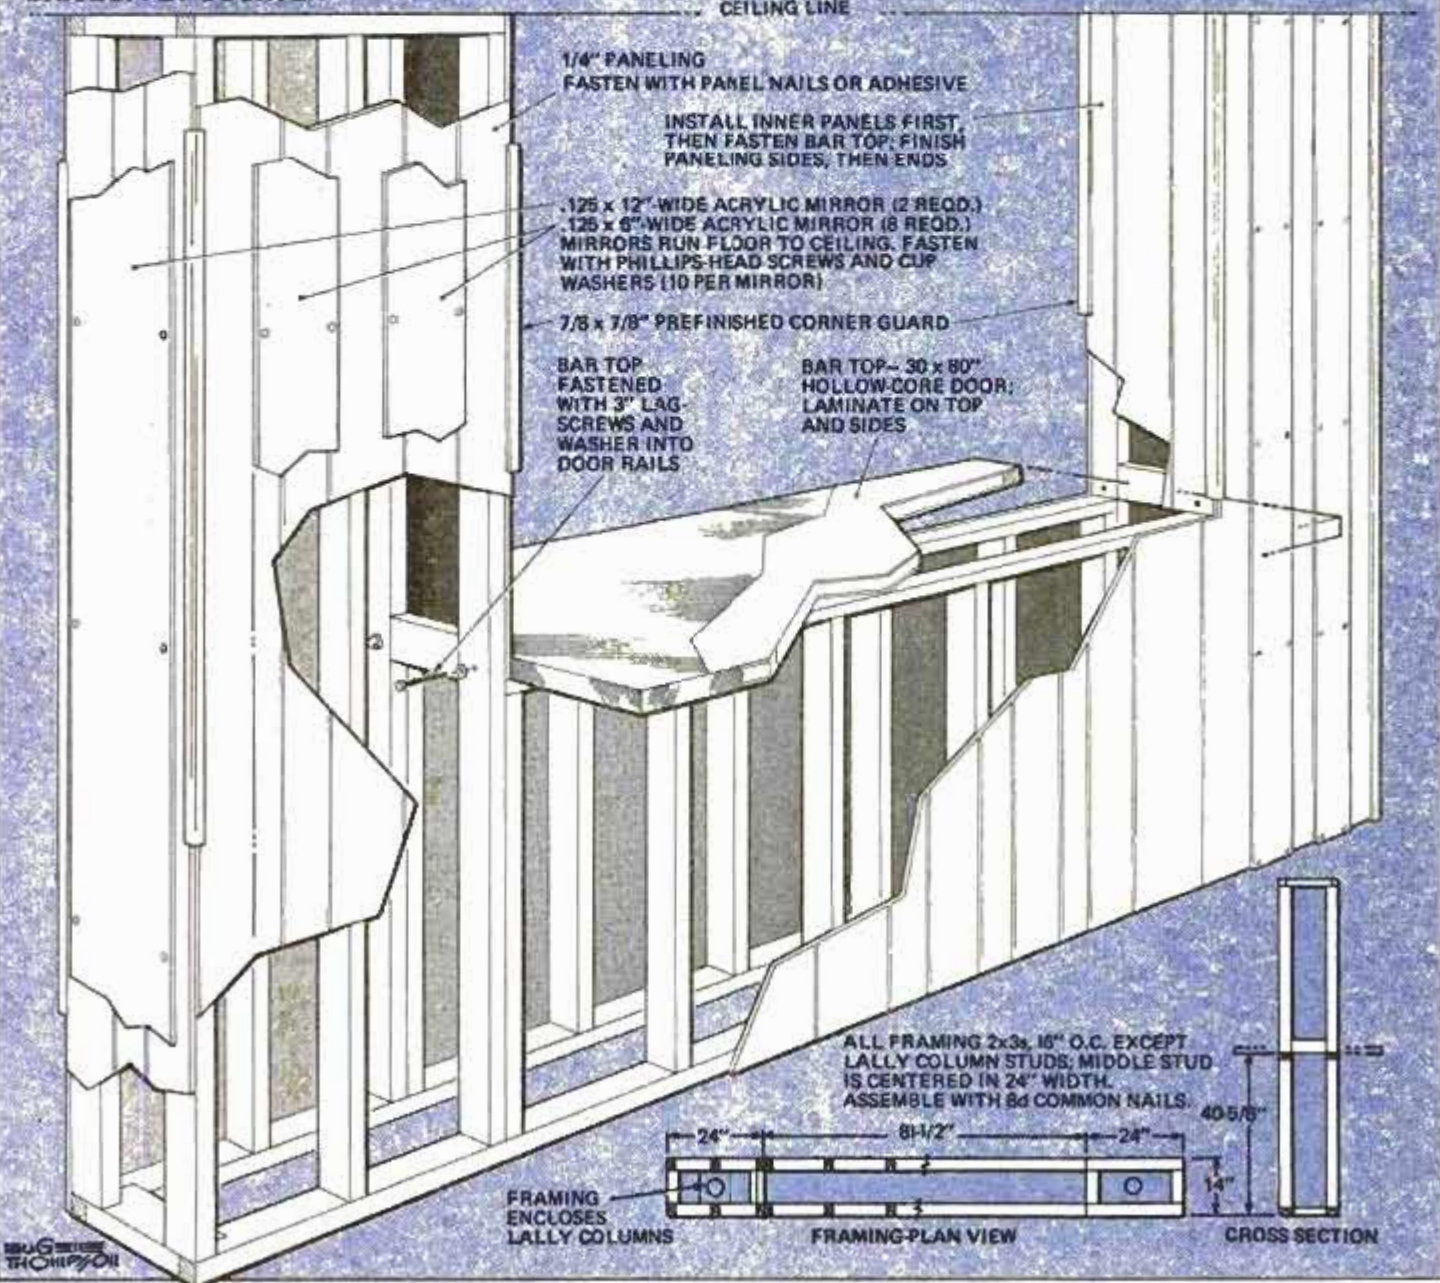 CEILING LINE
1/4" PANELING
FASTEN WITH PANEL NAILS OR ADHESIVE
INSTALL INNER PANELS FIRST,
THEN FASTEN BAR TOP; FINISH
PANELING SIDES, THEN ENDS
.125 x 12"-WIDE ACRYLIC MIRROR (2 REQD.)
.125 x 6"-WIDE ACRYLIC MIRROR (8 REQD.)
MIRRORS RUN FLOOR TO CEILING. FASTEN
WITH PHILLIPS-HEAD SCREWS AND CUP
WASHERS (10 PER MIRROR)
7/8 x 7/8" PREFINISHED CORNER GUARD
BAR TOP
FASTENED
WITH 3" LAG-
SCREWS AND
WASHER INTO
DOOR RAILS
BAR TOP— 30 x 80"
HOLLOW-CORE DOOR;
LAMINATE ON TOP
AND SIDES
ALL FRAMING 2x3s, 16" O.C. EXCEPT
LALLY COLUMN STUDS; MIDDLE STUD
IS CENTERED IN 24" WIDTH.
ASSEMBLE WITH 8d COMMON NAILS.
40-5/8"
24"
81-1/2"
24"
14"
FRAMING
ENCLOSES
LALLY COLUMNS
FRAMING-PLAN VIEW
CROSS SECTION
THOMPSON